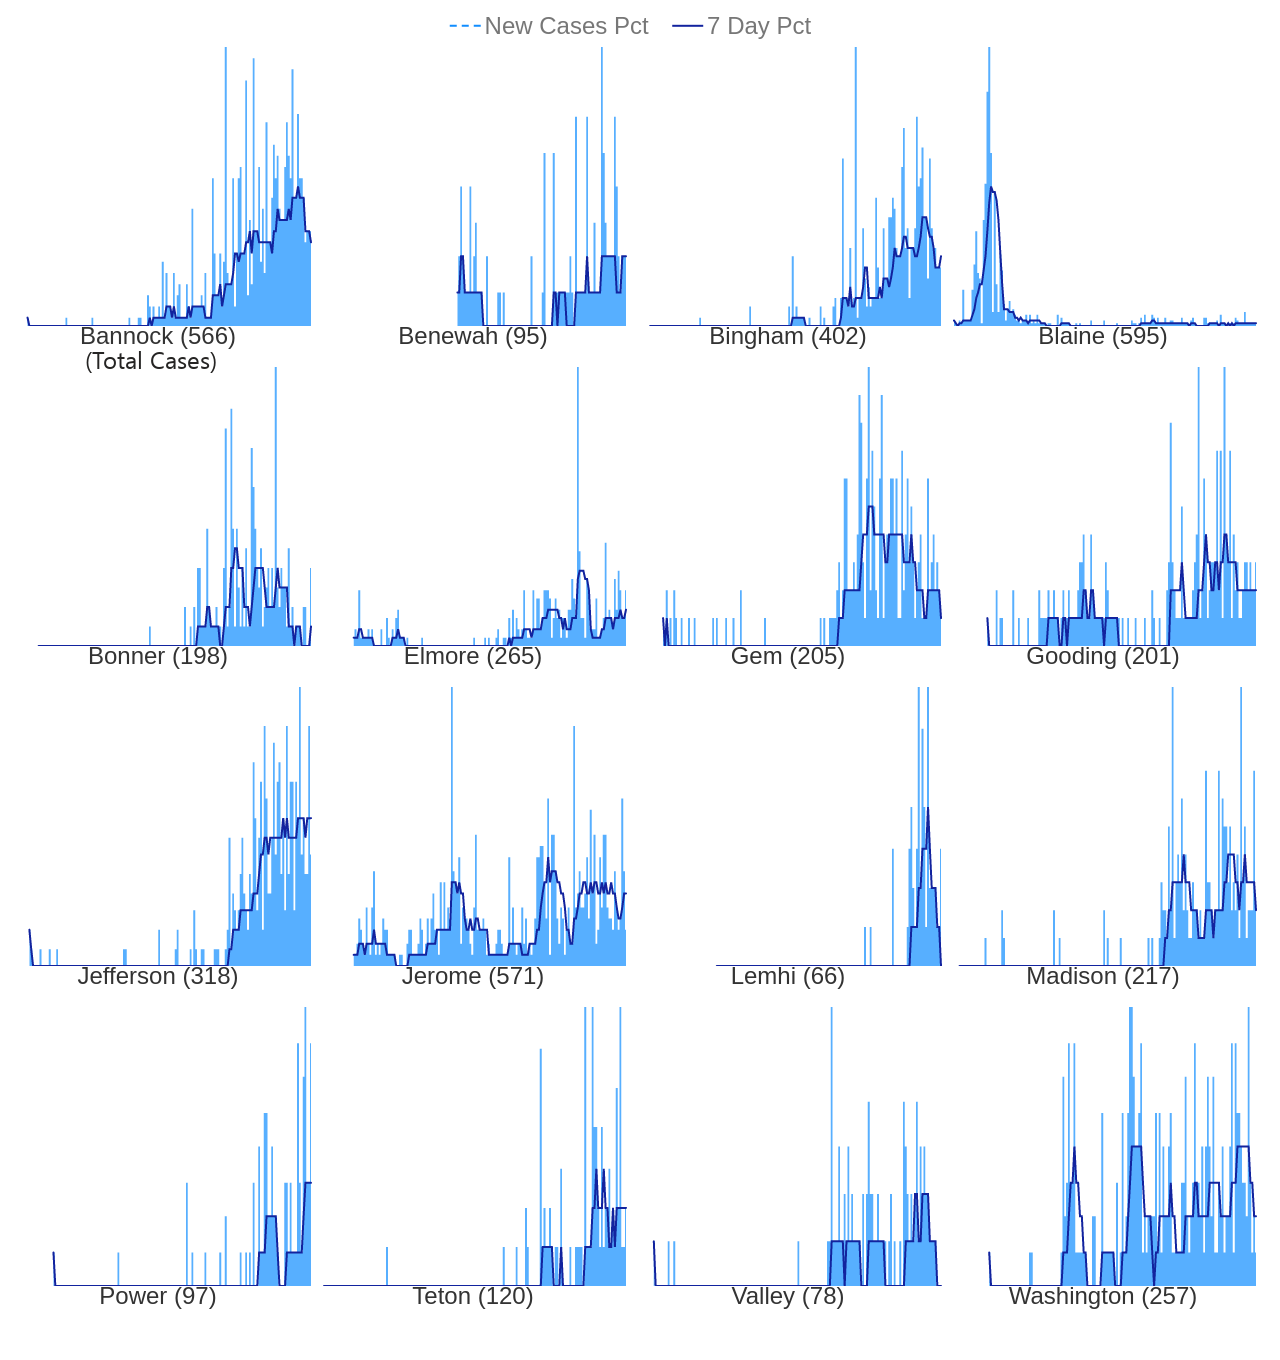 New Cases Pct 7 Day Pct
Bannock (566) Benewah (95) Bingham (402) Blaine (595)
(Total Cases)
Bonner (198) Elmore (265) Gem (205) Gooding (201)
Jefferson (318) Jerome (571) Lemhi (66) Madison (217)
Power (97) Teton (120) Valley (78) Washington (257)